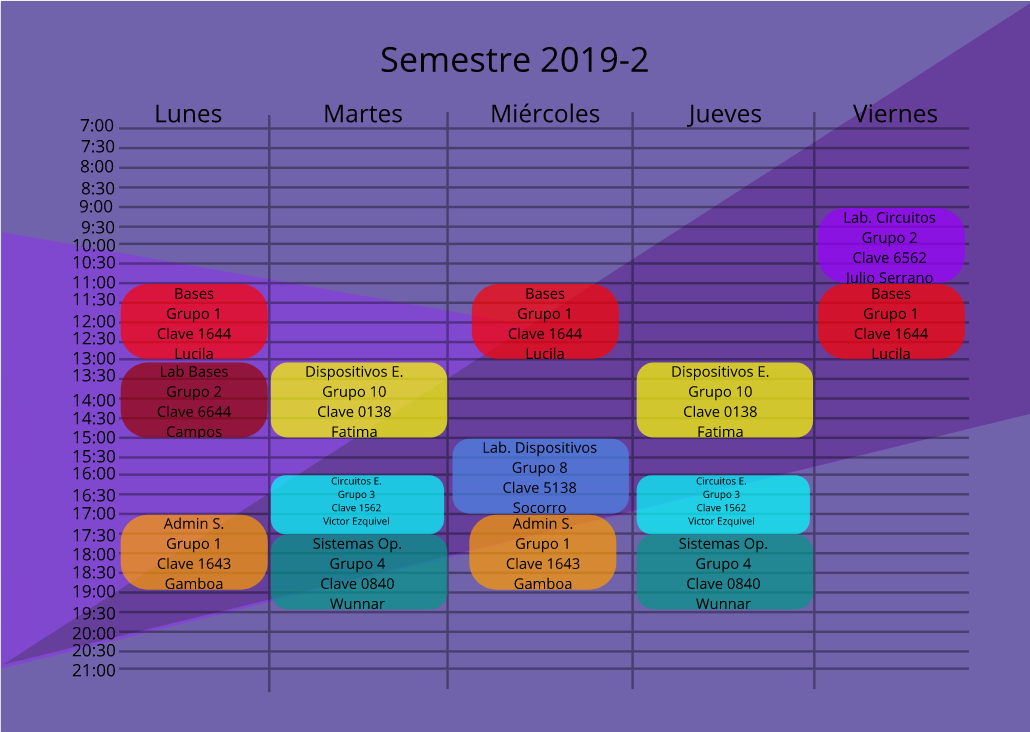 Semestre 2019-2
Lunes Martes Miércoles Jueves Viernes
7:00
7:30
8:00
8:30
9:00
9:30
10:00
10:30
11:00
11:30
12:00
12:30
13:00
13:30
14:00
14:30
15:00
15:30
16:00
16:30
17:00
17:30
18:00
18:30
19:00
19:30
20:00
20:30
21:00
Bases
Grupo 1
Clave 1644
Lucila
Lab Bases
Grupo 2
Clave 6644
Campos
Admin S.
Grupo 1
Clave 1643
Gamboa
Dispositivos E.
Grupo 10
Clave 0138
Fatima
Circuitos E.
Grupo 3
Clave 1562
Victor Ezquivel
Sistemas Op.
Grupo 4
Clave 0840
Wunnar
Bases
Grupo 1
Clave 1644
Lucila
Lab. Dispositivos
Grupo 8
Clave 5138
Socorro
Admin S.
Grupo 1
Clave 1643
Gamboa
Dispositivos E.
Grupo 10
Clave 0138
Fatima
Circuitos E.
Grupo 3
Clave 1562
Victor Ezquivel
Sistemas Op.
Grupo 4
Clave 0840
Wunnar
Lab. Circuitos
Grupo 2
Clave 6562
Julio Serrano
Bases
Grupo 1
Clave 1644
Lucila